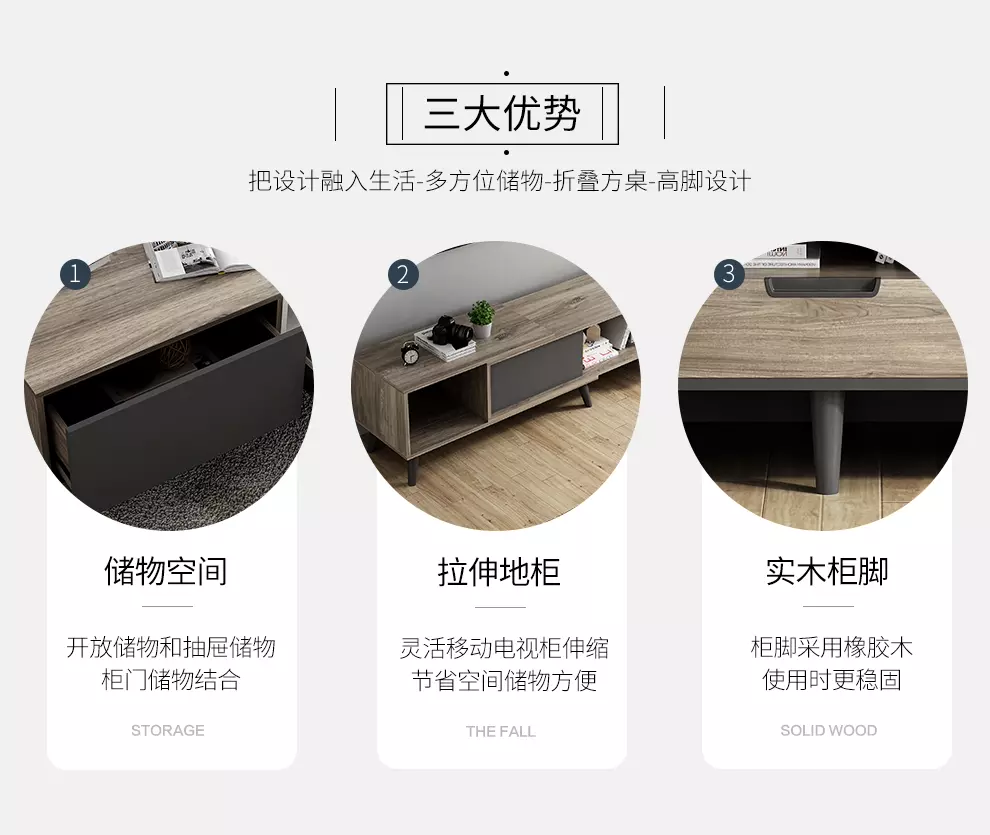 三大优势
把设计融入生活-多方位储物-折叠方桌-高脚设计
1
2
3
储物空间
开放储物和抽屉储物
柜门储物结合
STORAGE
拉伸地柜
灵活移动电视柜伸缩
节省空间储物方便
THE FALL
实木柜脚
柜脚采用橡胶木
使用时更稳固
SOLID WOOD